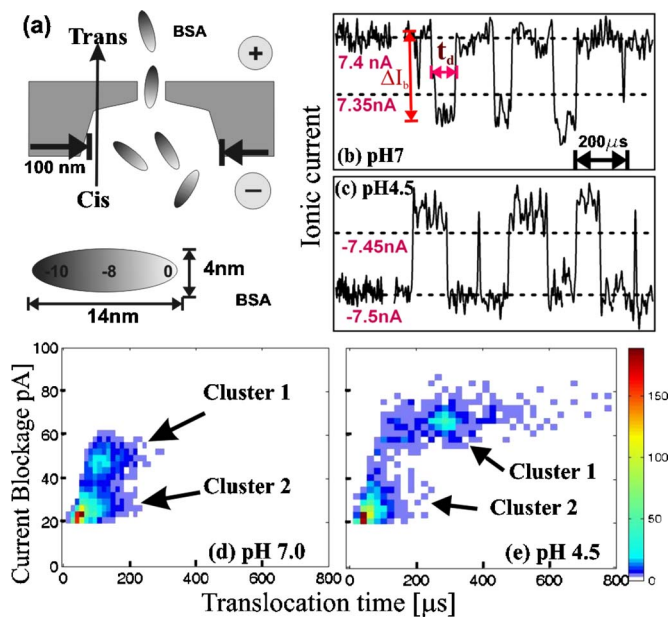 (a)
Trans
BSA
+
100 nm
Cis
−
-10 -8 0
4nm
14nm
BSA
Ionic current
7.4 nA
ΔIb
td
7.35nA
200μs
(b) pH7
(c) pH4.5
-7.45nA
-7.5nA
Current Blockage pA
100
80
60
40
20
0
Cluster 1
Cluster 2
(d) pH 7.0
0 200 400 600 800
Cluster 1
Cluster 2
(e) pH 4.5
0 200 400 600 800
150
100
50
0
Translocation time [μs]